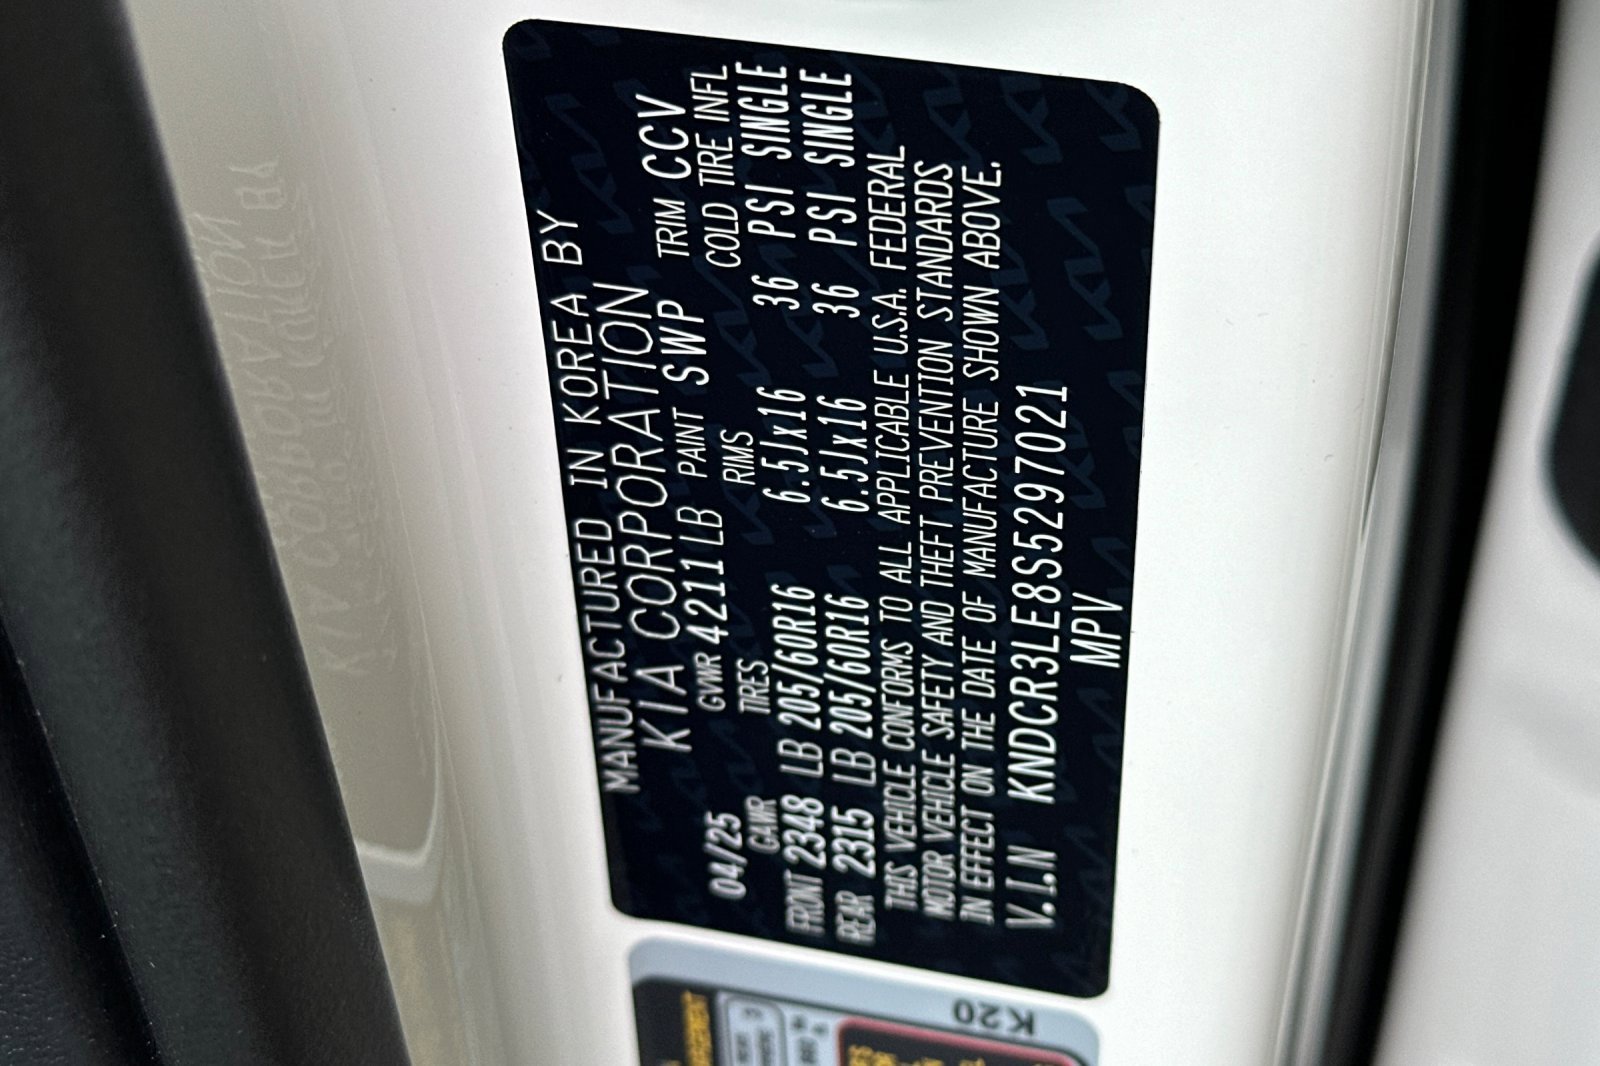 MANUFACTURED IN KOREA BY
KIA CORPORATION
04/25 GVWR 4211 LB PAINT SWP TRIM CCV
GAWR TIRES RIMS COLD TIRE INFL
FRONT 2348 LB 205/60R16 6.5Jx16 36 PSI SINGLE
REAR 2315 LB 205/60R16 6.5Jx16 36 PSI SINGLE
THIS VEHICLE CONFORMS TO ALL APPLICABLE U.S.A. FEDERAL
MOTOR VEHICLE SAFETY AND THEFT PREVENTION STANDARDS
IN EFFECT ON THE DATE OF MANUFACTURE SHOWN ABOVE.
V.I.N KNDCR3LE8S5297021
MPV
K20